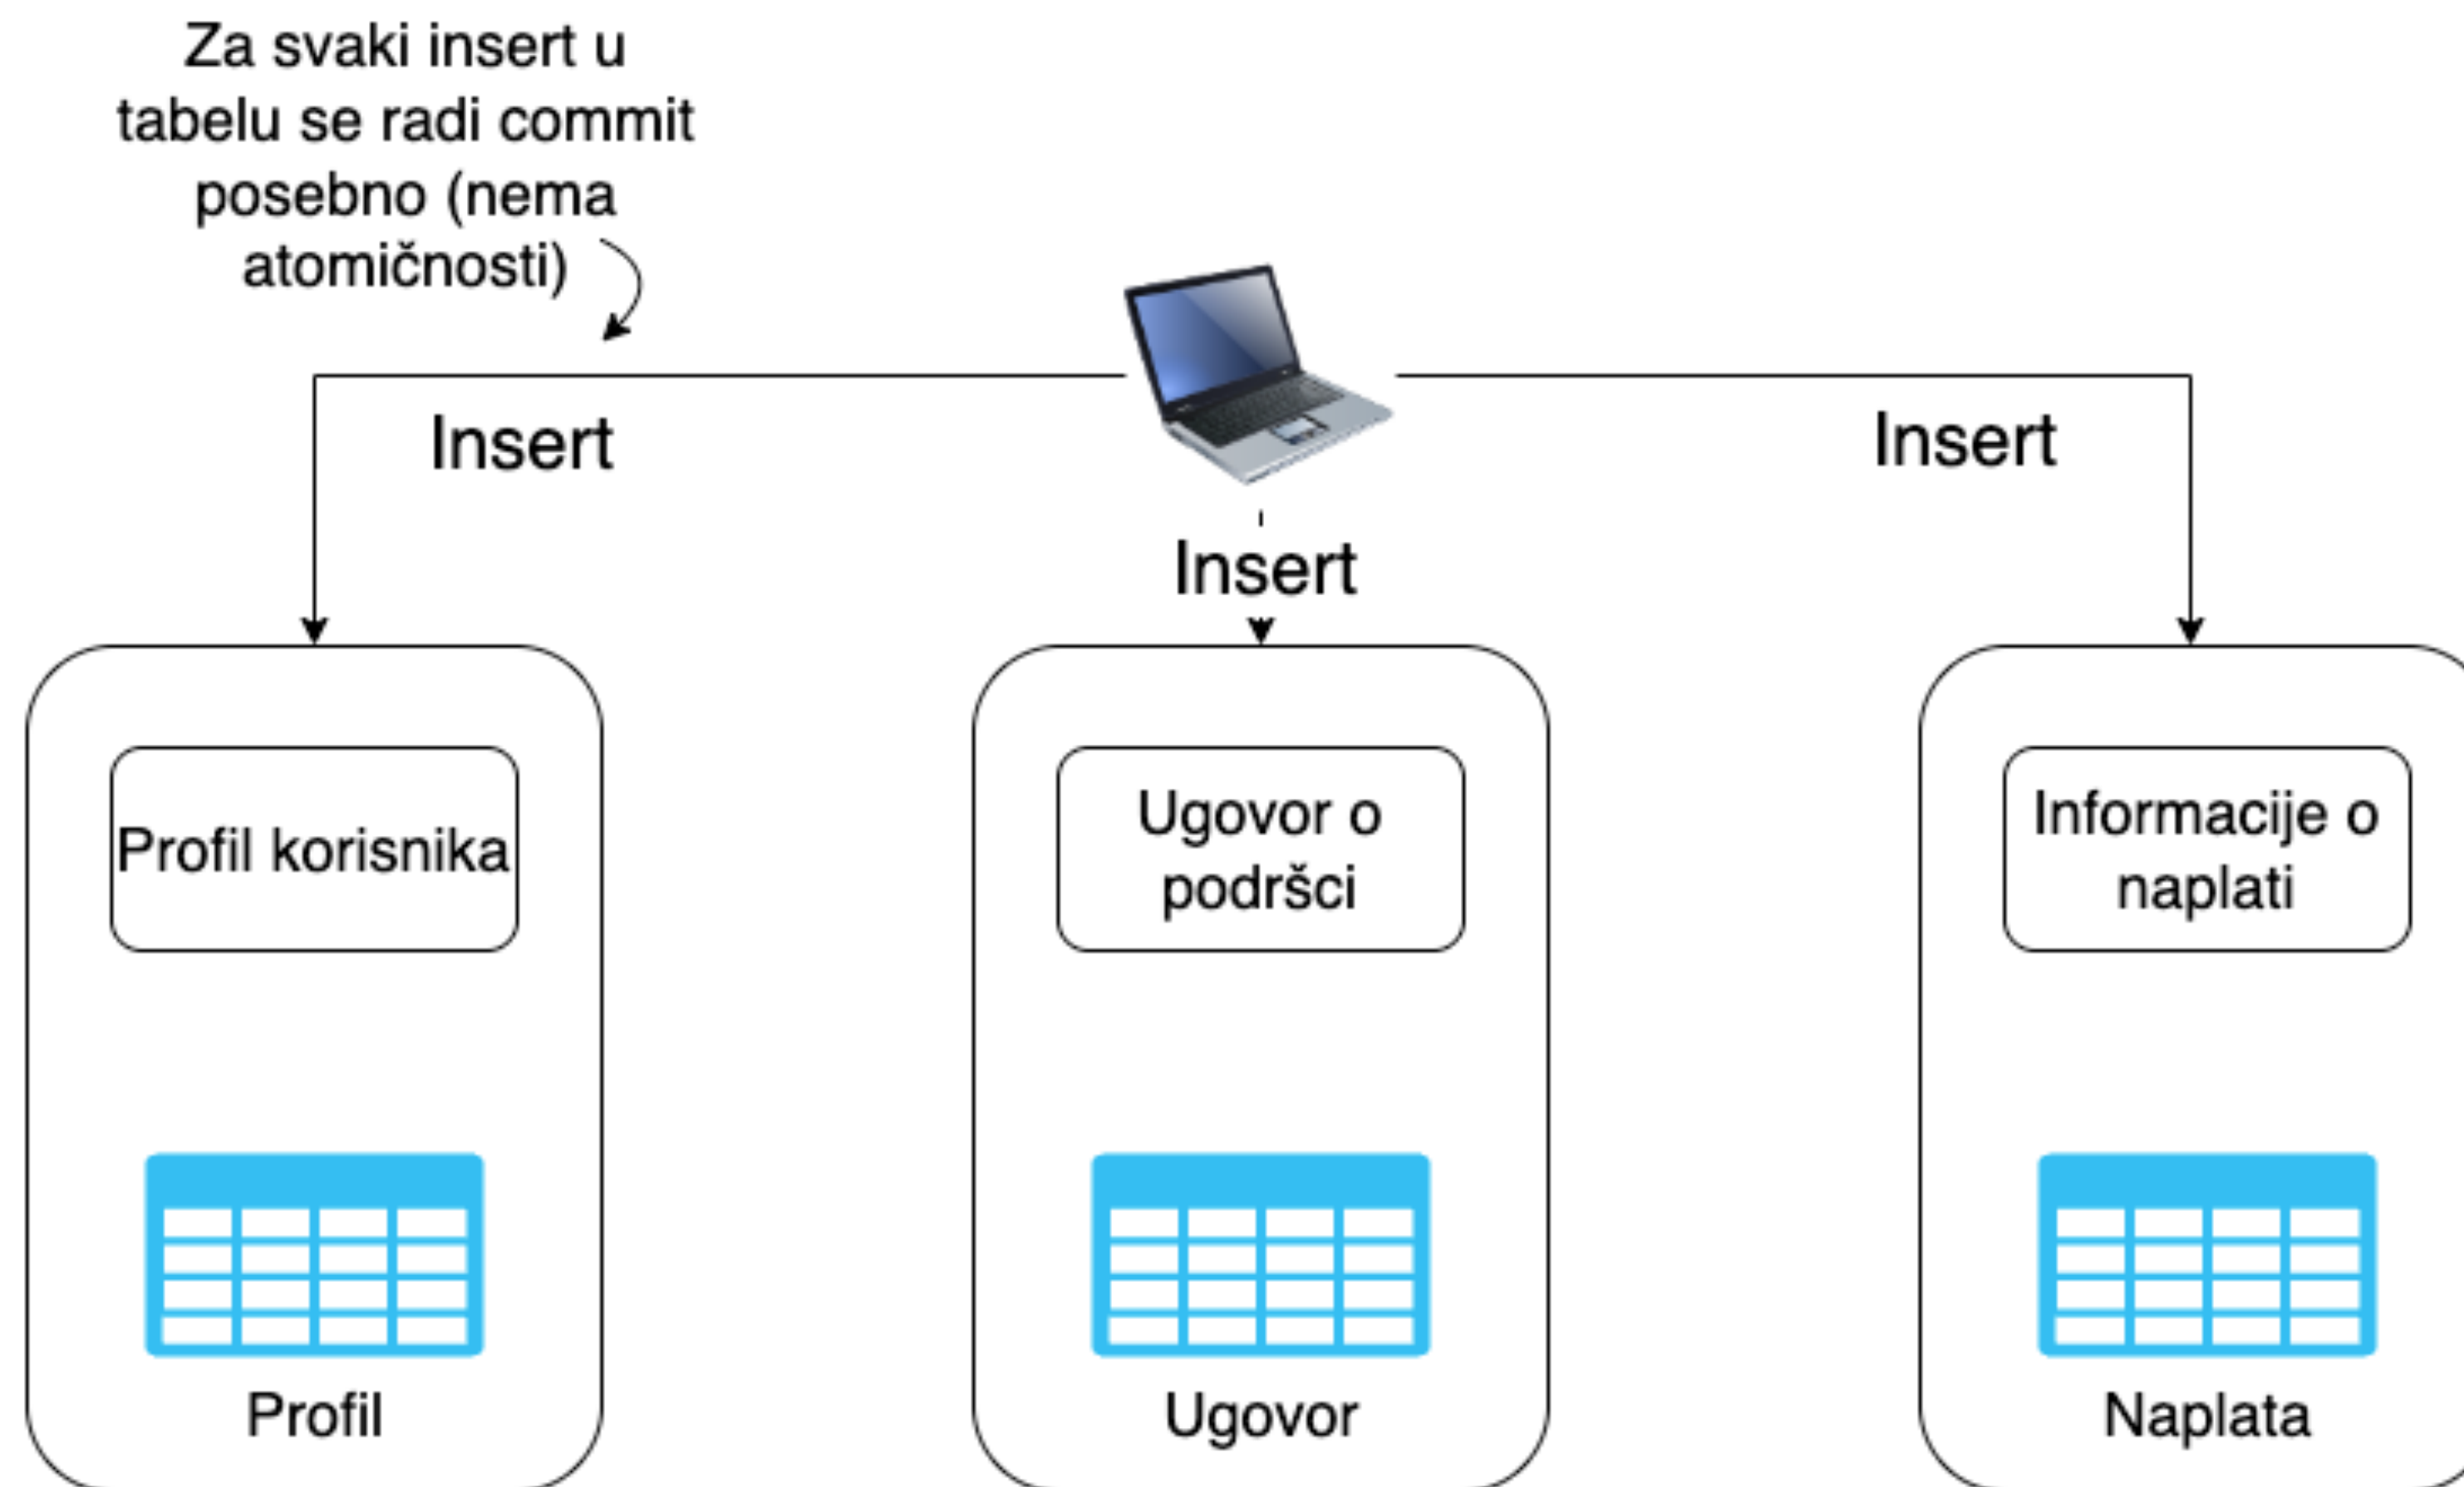 Za svaki insert u
tabelu se radi commit
posebno (nema
atomičnosti)
Insert
Insert
Insert
Profil korisnika
Ugovor o
podršci
Informacije o
naplati
Profil
Ugovor
Naplata